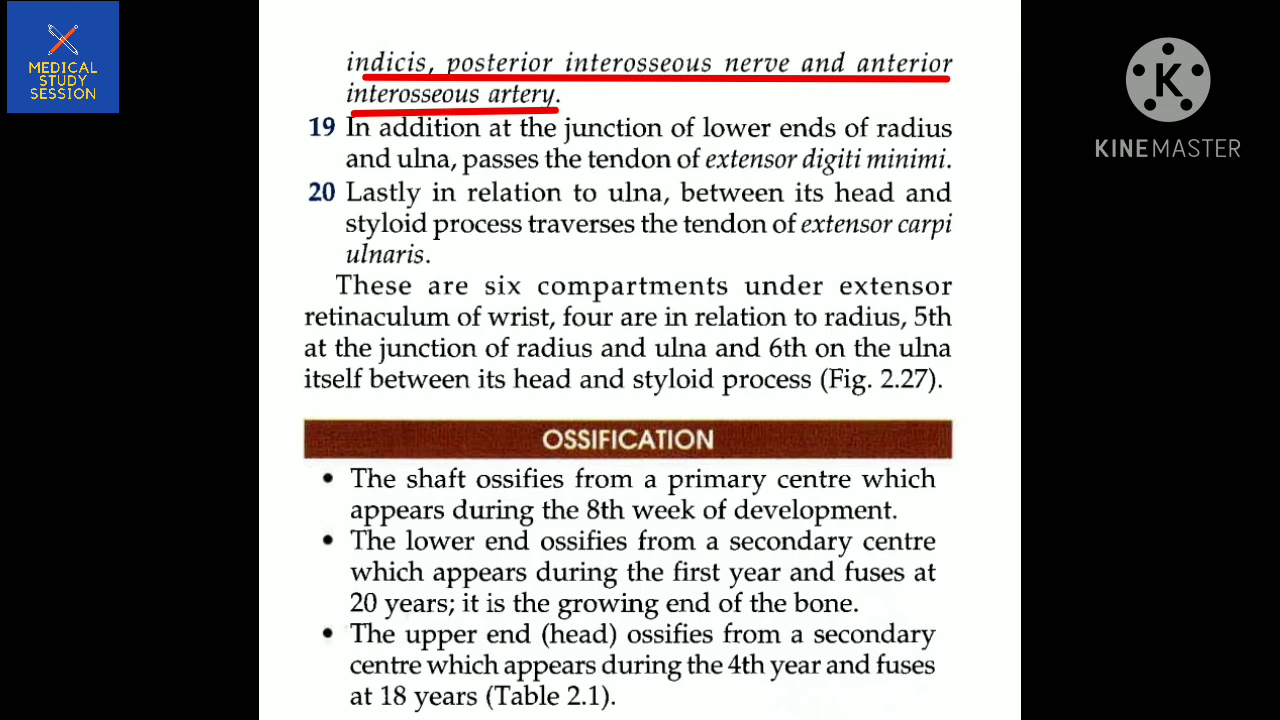 MEDICAL
STUDY
SESSION
K
KINEMASTER
indicis, posterior interosseous nerve and anterior
interosseous artery.
19 In addition at the junction of lower ends of radius
and ulna, passes the tendon of extensor digiti minimi.
20 Lastly in relation to ulna, between its head and
styloid process traverses the tendon of extensor carpi
ulnaris.
These are six compartments under extensor
retinaculum of wrist, four are in relation to radius, 5th
at the junction of radius and ulna and 6th on the ulna
itself between its head and styloid process (Fig. 2.27).
OSSIFICATION
• The shaft ossifies from a primary centre which
appears during the 8th week of development.
• The lower end ossifies from a secondary centre
which appears during the first year and fuses at
20 years; it is the growing end of the bone.
• The upper end (head) ossifies from a secondary
centre which appears during the 4th year and fuses
at 18 years (Table 2.1).